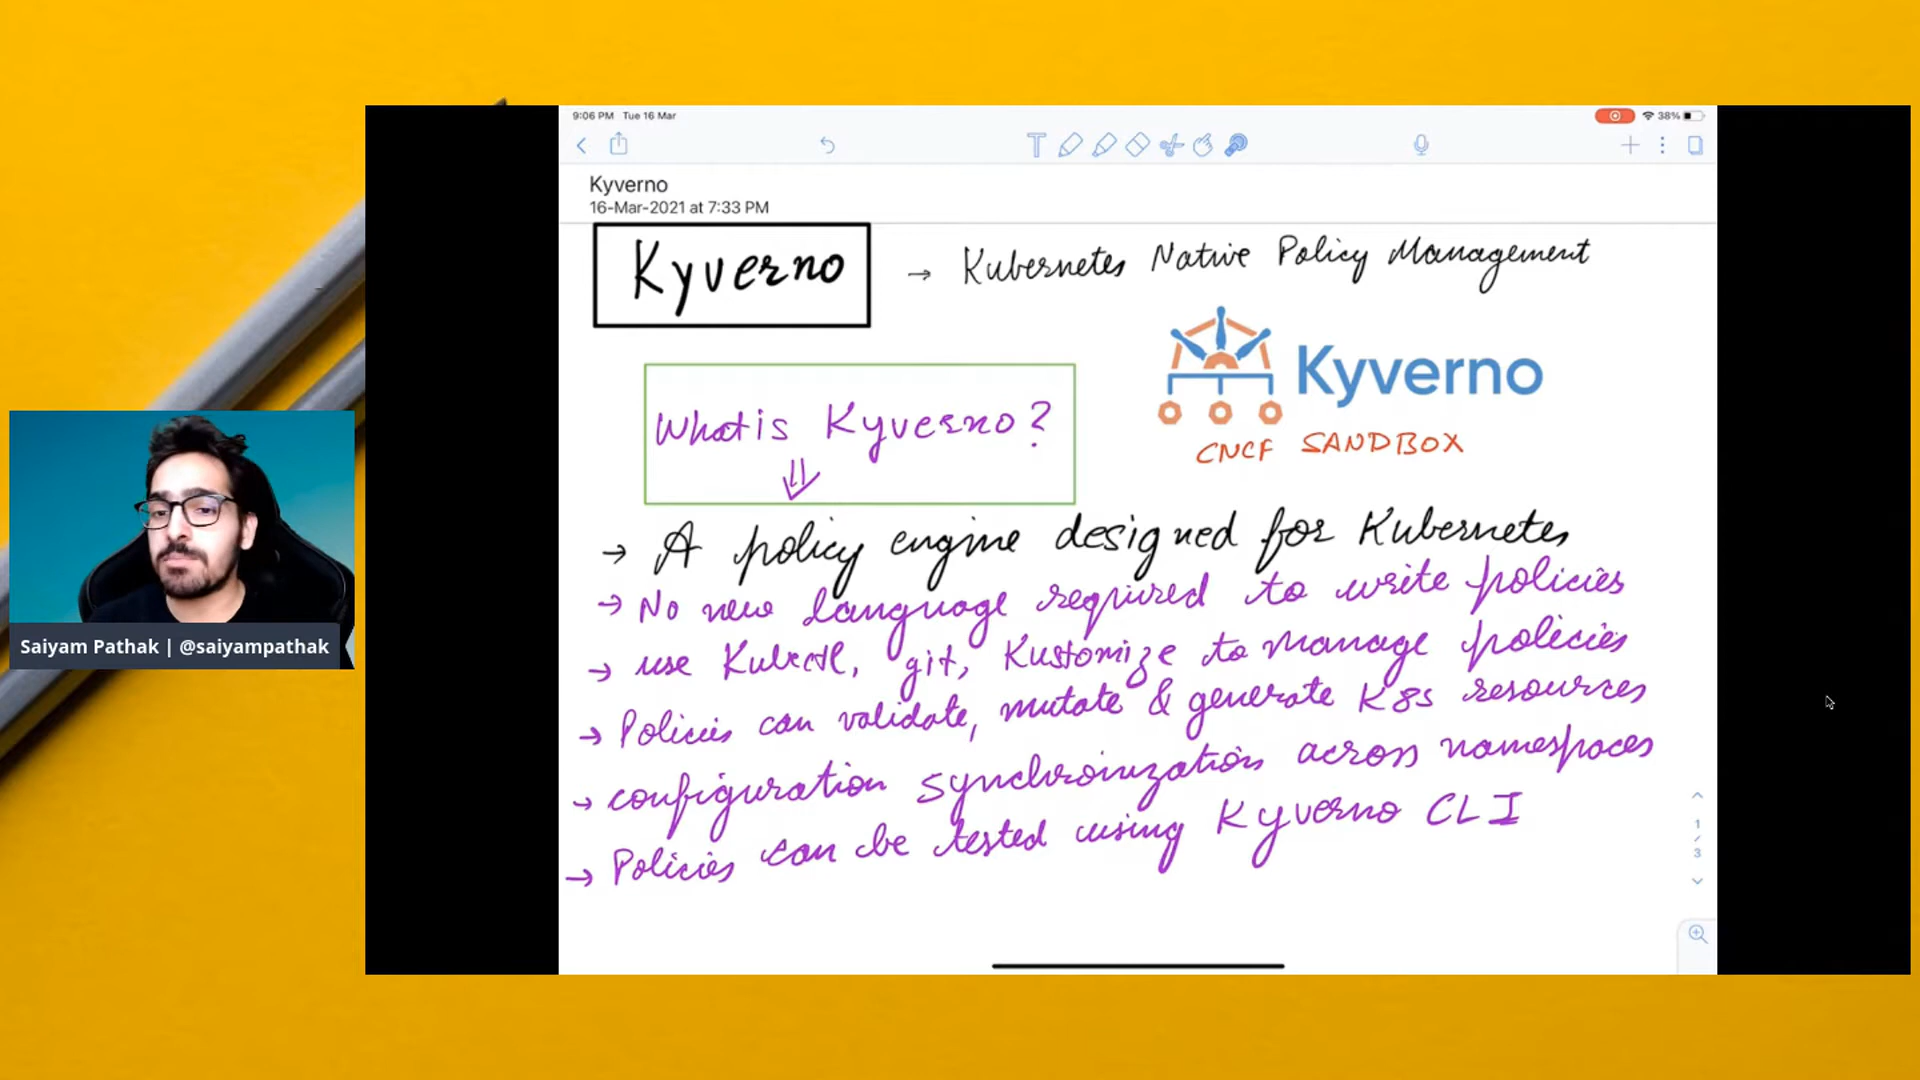 9:06 PM Tue 16 Mar
38%
Kyverno
16-Mar-2021 at 7:33 PM
Kyverno → Kubernetes Native Policy Management
Kyverno
CNCF SANDBOX
What is Kyverno?
→ A policy engine designed for Kubernetes
→ No new language required to write policies
→ use Kubectl, git, Kustomize to manage policies
→ Policies can validate, mutate & generate K8s resources
→ configuration synchronization across namespaces
→ Policies can be tested using Kyverno CLI
1
/
3
Saiyam Pathak | @saiyampathak